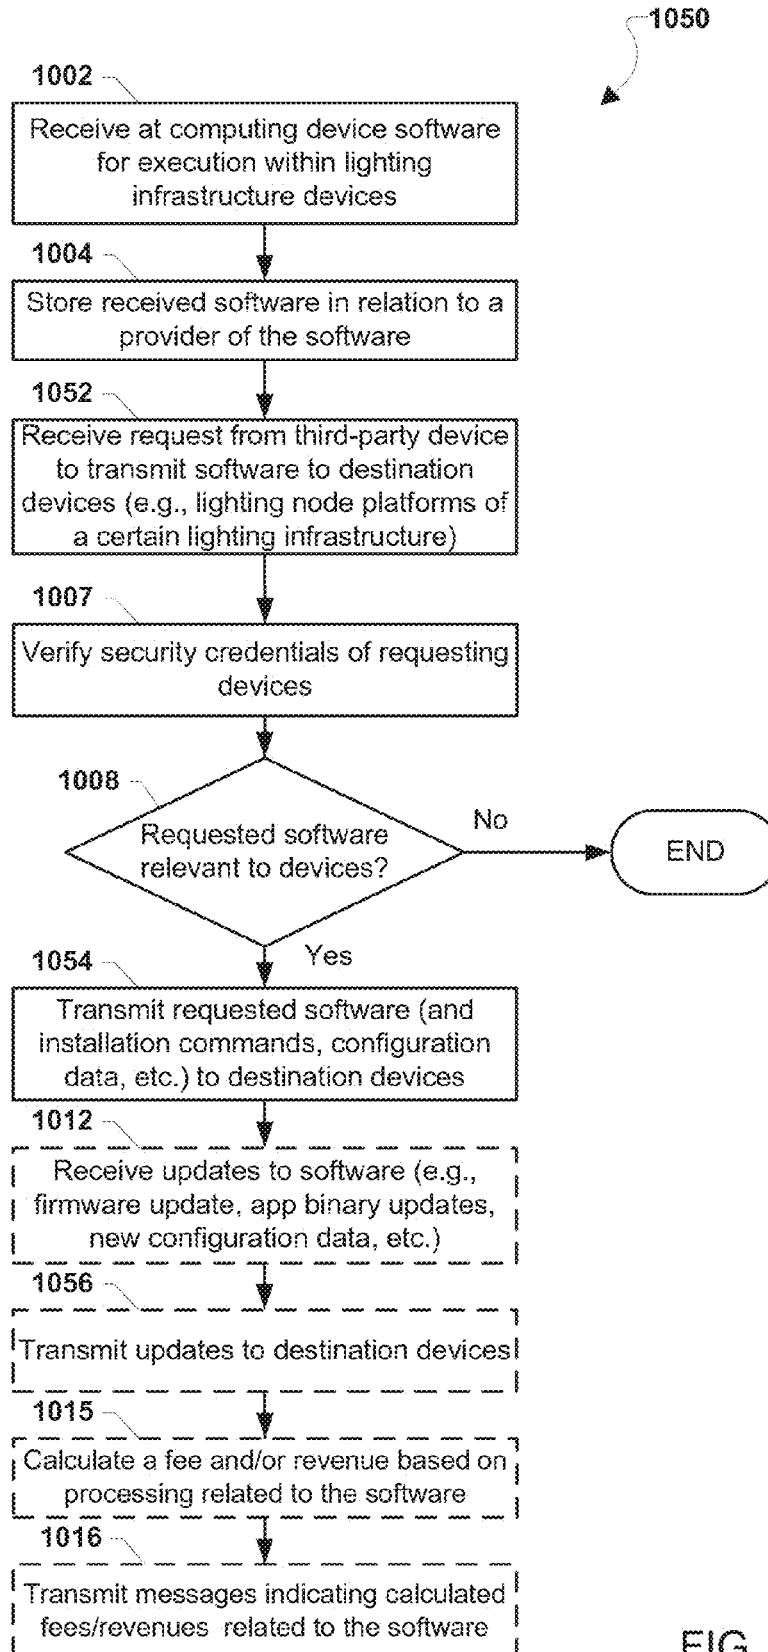 1050
1002
Receive at computing device software
for execution within lighting
infrastructure devices
1004
Store received software in relation to a
provider of the software
1052
Receive request from third-party device
to transmit software to destination
devices (e.g., lighting node platforms of
a certain lighting infrastructure)
1007
Verify security credentials of requesting
devices
1008
Requested software
relevant to devices?
No
END
Yes
1054
Transmit requested software (and
installation commands, configuration
data, etc.) to destination devices
1012
Receive updates to software (e.g.,
firmware update, app binary updates,
new configuration data, etc.)
1056
Transmit updates to destination devices
1015
Calculate a fee and/or revenue based on
processing related to the software
1016
Transmit messages indicating calculated
fees/revenues related to the software
FIG